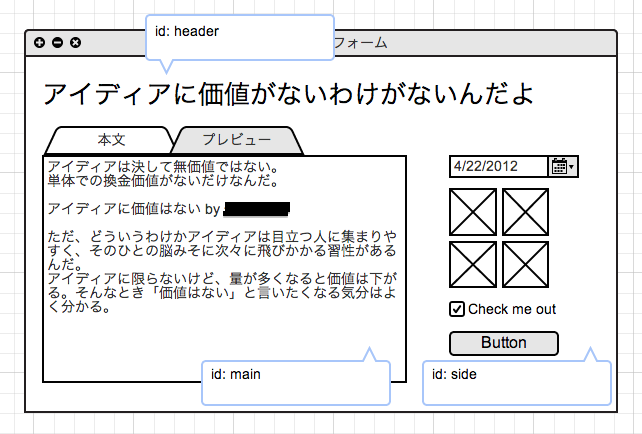 id: header
フォーム
アイディアに価値がないわけがないんだよ
本文
プレビュー
アイディアは決して無価値ではない。
単体での換金価値がないだけなんだ。
アイディアに価値はない by
ただ、どういうわけかアイディアは目立つ人に集まりや
すく、そのひとの脳みそに次々に飛びかかる習性がある
んだ。
アイディアに限らないけど、量が多くなると価値は下が
る。そんなとき「価値はない」と言いたくなる気分はよ
く分かる。
4/22/2012
Check me out
Button
id: main
id: side